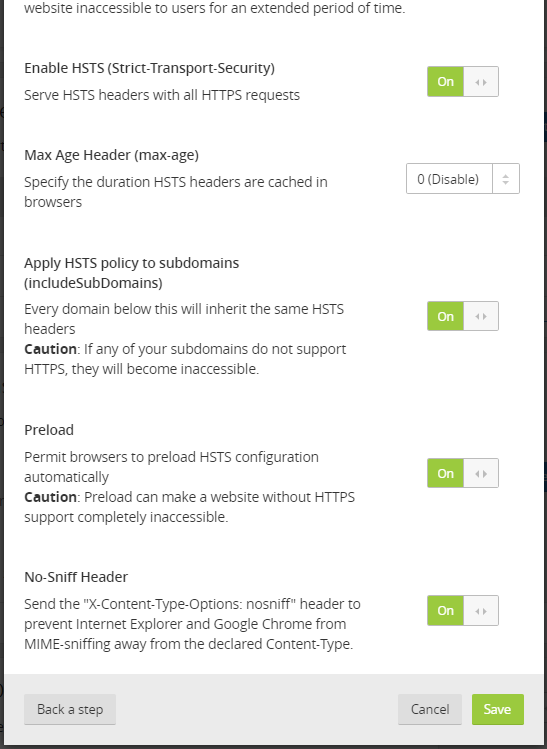 website inaccessible to users for an extended period of time.
Enable HSTS (Strict-Transport-Security)
Serve HSTS headers with all HTTPS requests
On
Max Age Header (max-age)
Specify the duration HSTS headers are cached in
browsers
0 (Disable)
Apply HSTS policy to subdomains
(includeSubDomains)
Every domain below this will inherit the same HSTS
headers
Caution: If any of your subdomains do not support
HTTPS, they will become inaccessible.
On
Preload
Permit browsers to preload HSTS configuration
automatically
Caution: Preload can make a website without HTTPS
support completely inaccessible.
On
No-Sniff Header
Send the "X-Content-Type-Options: nosniff" header to
prevent Internet Explorer and Google Chrome from
MIME-sniffing away from the declared Content-Type.
On
Back a step
Cancel
Save